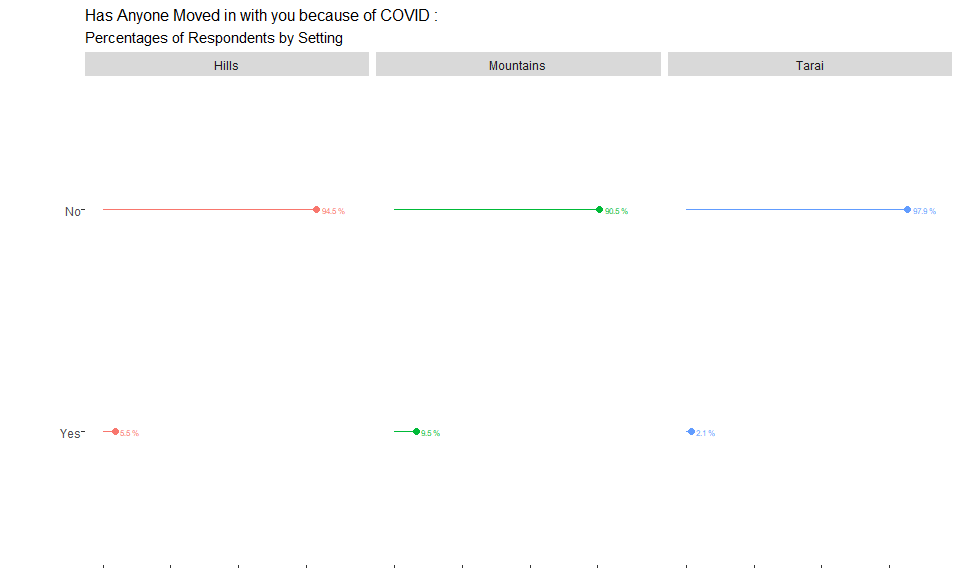 Has Anyone Moved in with you because of COVID :
Percentages of Respondents by Setting
Hills Mountains Tarai
No 94.5 % 90.5 % 97.9 %
Yes 5.5 % 9.5 % 2.1 %